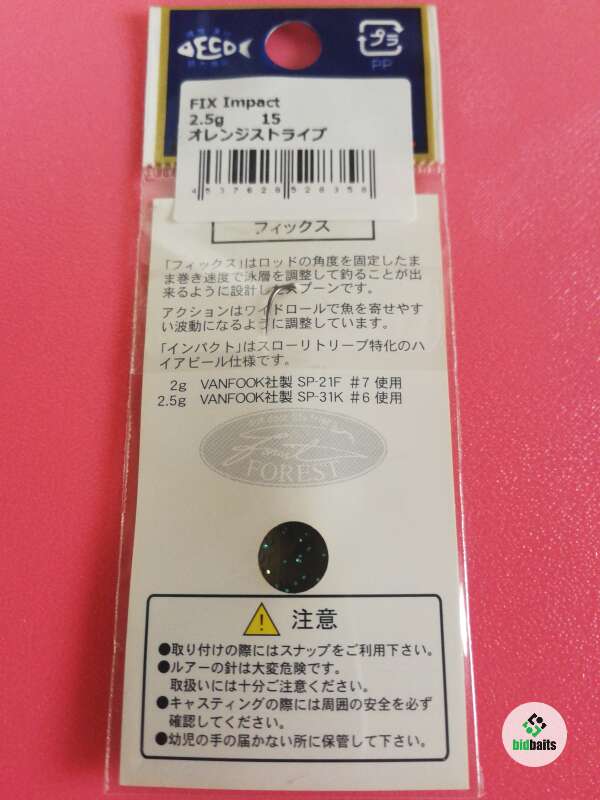 ECO
プラ
PP
FIX Impact
2.5g 15
オレンジストライプ
4537628528358
フィックス
「フィックス」はロッドの角度を固定したま
ま巻き速度で泳層を調整して釣ることが出
来るように設計したスプーンです。
アクションはワイドロールで魚を寄せやす
い波動になるように調整しています。
「インパクト」はスローリトリーブ特化のハ
イアピール仕様です。
2g VANFOOK社製 SP-21F #7 使用
2.5g VANFOOK社製 SP-31K #6 使用
Forest
FOREST
注意
●取り付けの際にはスナップをご利用下さい。
●ルアーの針は大変危険です。
取扱いには十分ご注意ください。
●キャスティングの際には周囲の安全を必ず
確認してください。
●幼児の手の届かない所に保管して下さい。
bidbaits